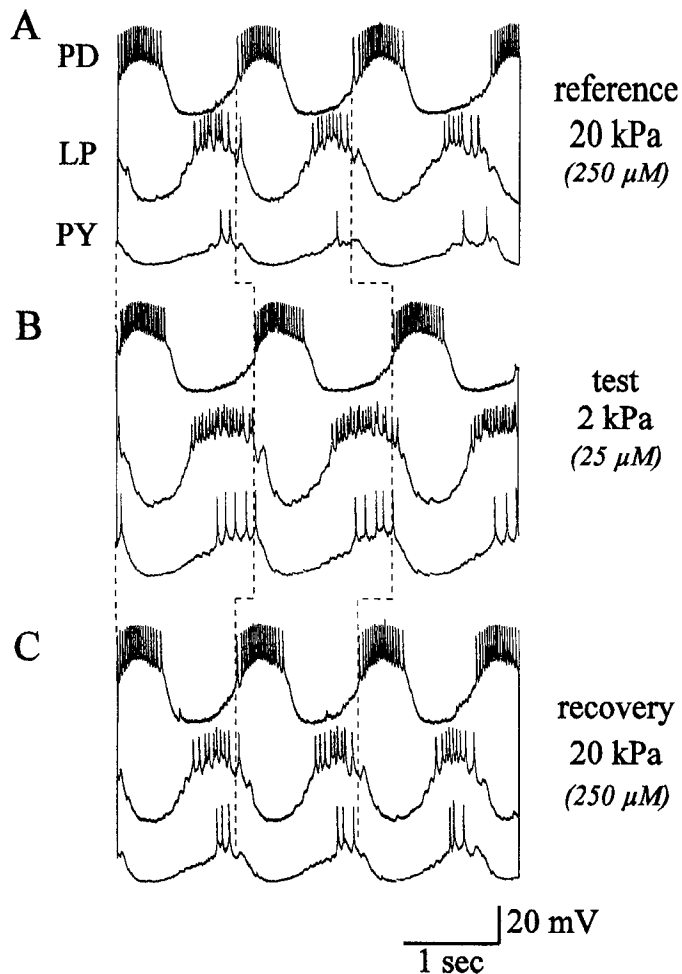 A
PD
LP
PY
reference
20 kPa
(250 µM)
B
test
2 kPa
(25 µM)
C
recovery
20 kPa
(250 µM)
20 mV
1 sec